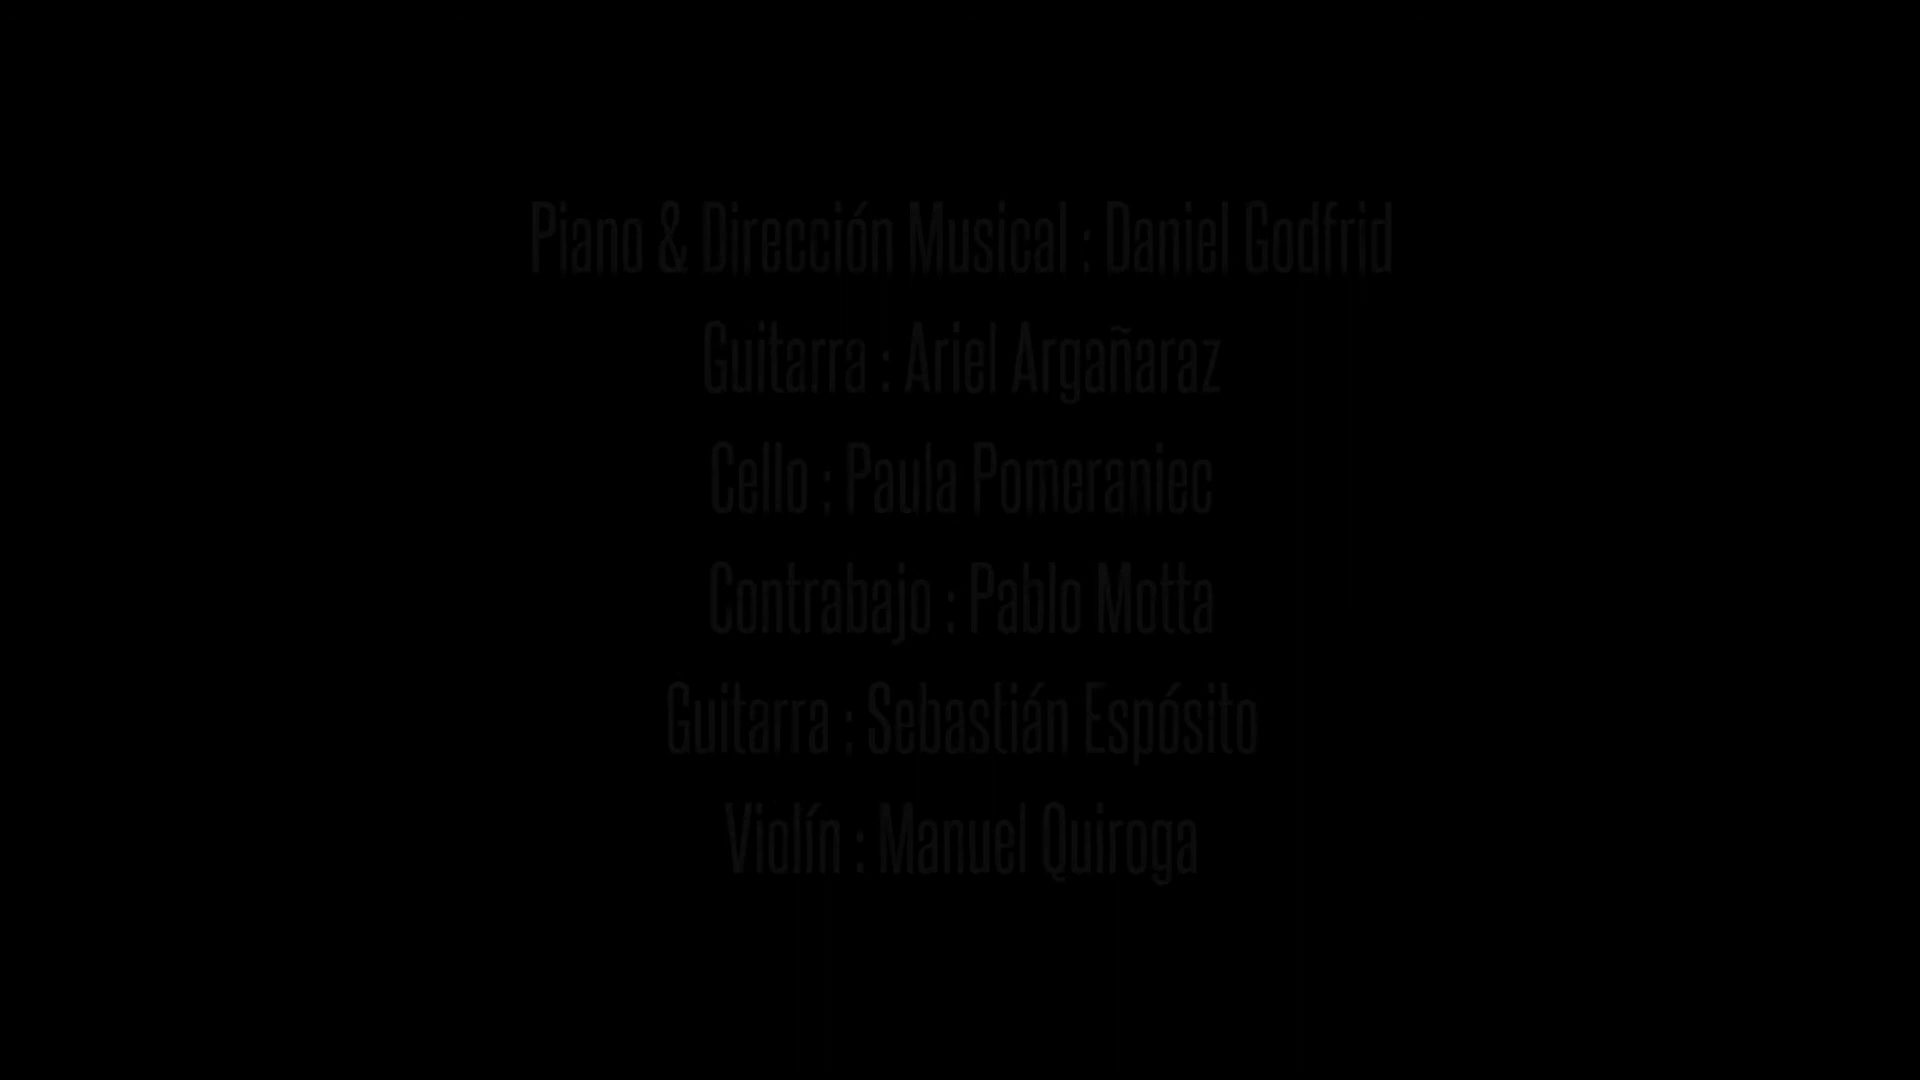 Piano & Dirección Musical : Daniel Godfrid
Guitarra : Ariel Argañaraz
Cello : Paula Pomeraniec
Contrabajo : Pablo Motta
Guitarra : Sebastián Espósito
Violín : Manuel Quiroga